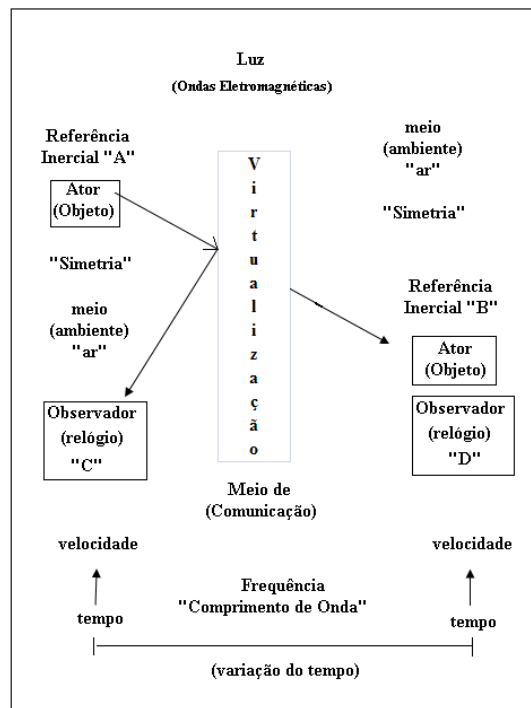 Luz
(Ondas Eletromagnéticas)
Referência
Inercial "A"
Ator
(Objeto)
"Simetria"
meio
(ambiente)
"ar"
Observador
(relógio)
"C"
velocidade
tempo
Virtualização
Meio de
(Comunicação)
Frequência
"Comprimento de Onda"
(variação do tempo)
meio
(ambiente)
"ar"
"Simetria"
Referência
Inercial "B"
Ator
(Objeto)
Observador
(relógio)
"D"
velocidade
tempo